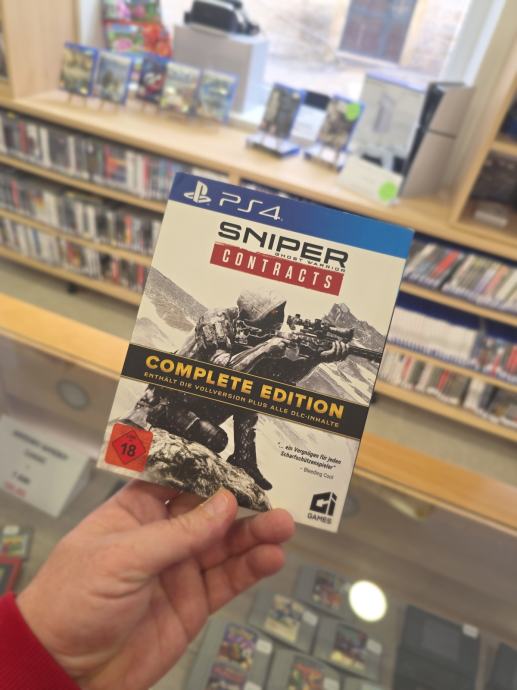 PS4
SNIPER
GHOST WARRIOR
CONTRACTS
COMPLETE EDITION
ENTHÄLT DIE VOLLVERSION PLUS ALLE DLC-INHALTE
"... ein Vergnügen für jeden
Scharfschützenspieler"
- Bleeding Cool
18
CI
GAMES